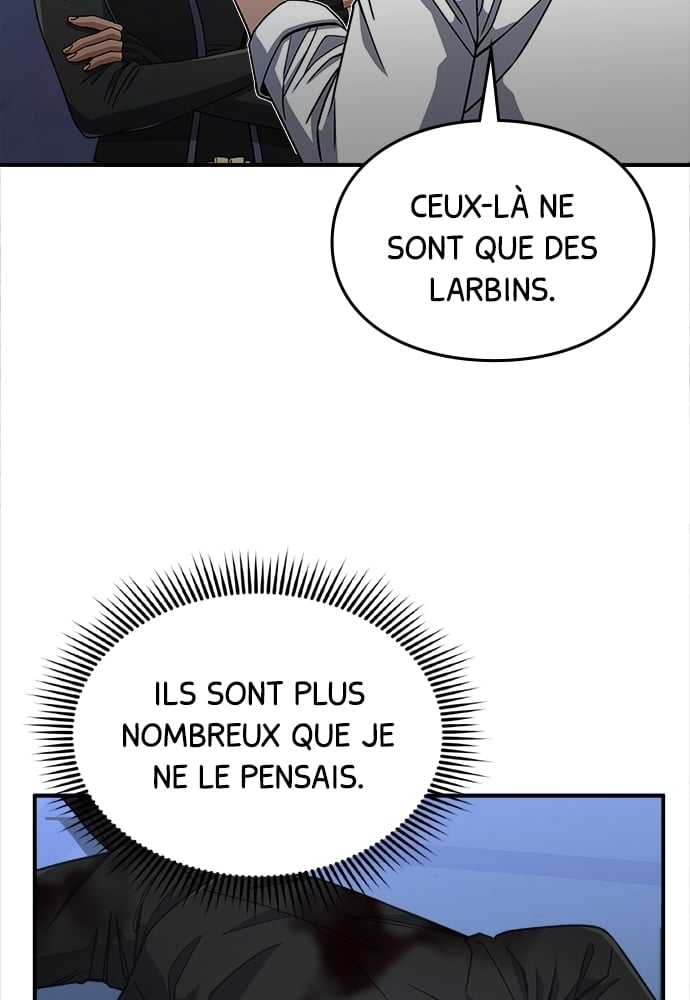 CEUX-LÀ NE
SONT QUE DES
LARBINS.
ILS SONT PLUS
NOMBREUX QUE JE
NE LE PENSAIS.